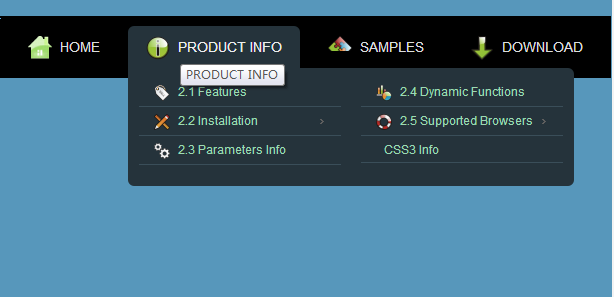 HOME
PRODUCT INFO
SAMPLES
DOWNLOAD
PRODUCT INFO
2.1 Features
2.2 Installation
2.3 Parameters Info
2.4 Dynamic Functions
2.5 Supported Browsers
CSS3 Info